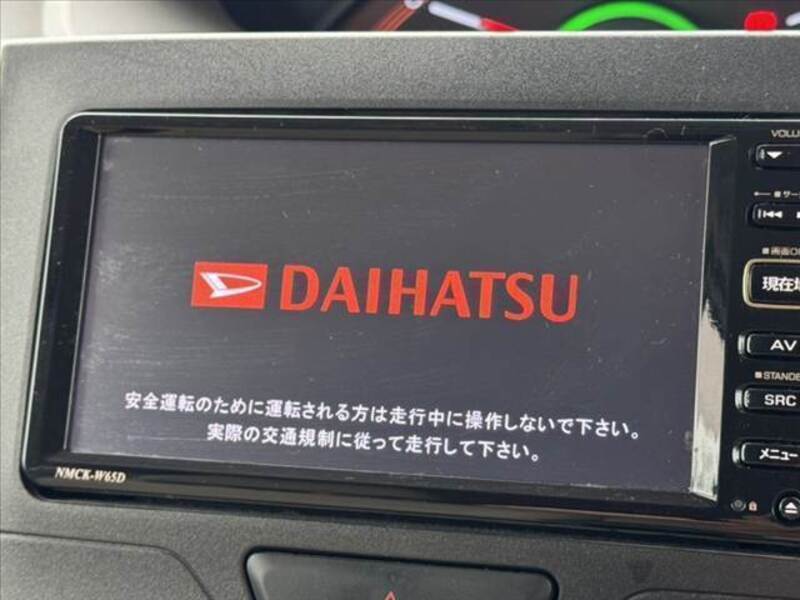 VOLU
DAIHATSU
現在地
AV
STANDB
SRC
安全運転のために運転される方は走行中に操作しないで下さい。
実際の交通規制に従って走行して下さい。
メニュー
NMCK-W65D